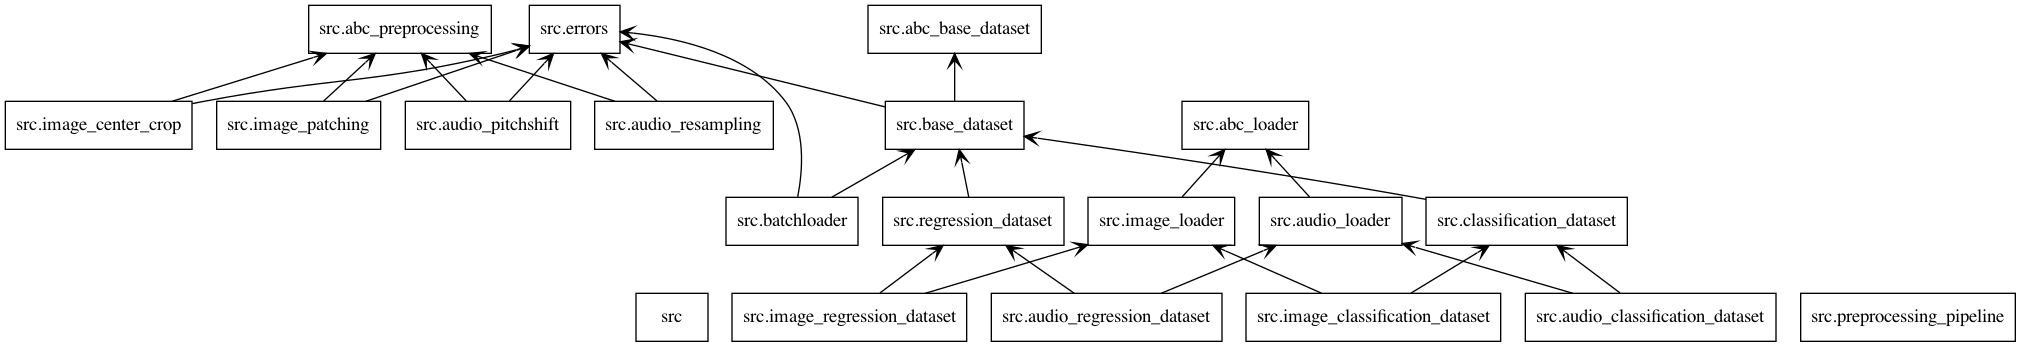 src.abc_preprocessing
src.errors
src.abc_base_dataset
src.image_center_crop
src.image_patching
src.audio_pitchshift
src.audio_resampling
src.base_dataset
src.abc_loader
src.batchloader
src.regression_dataset
src.image_loader
src.audio_loader
src.classification_dataset
src
src.image_regression_dataset
src.audio_regression_dataset
src.image_classification_dataset
src.audio_classification_dataset
src.preprocessing_pipeline